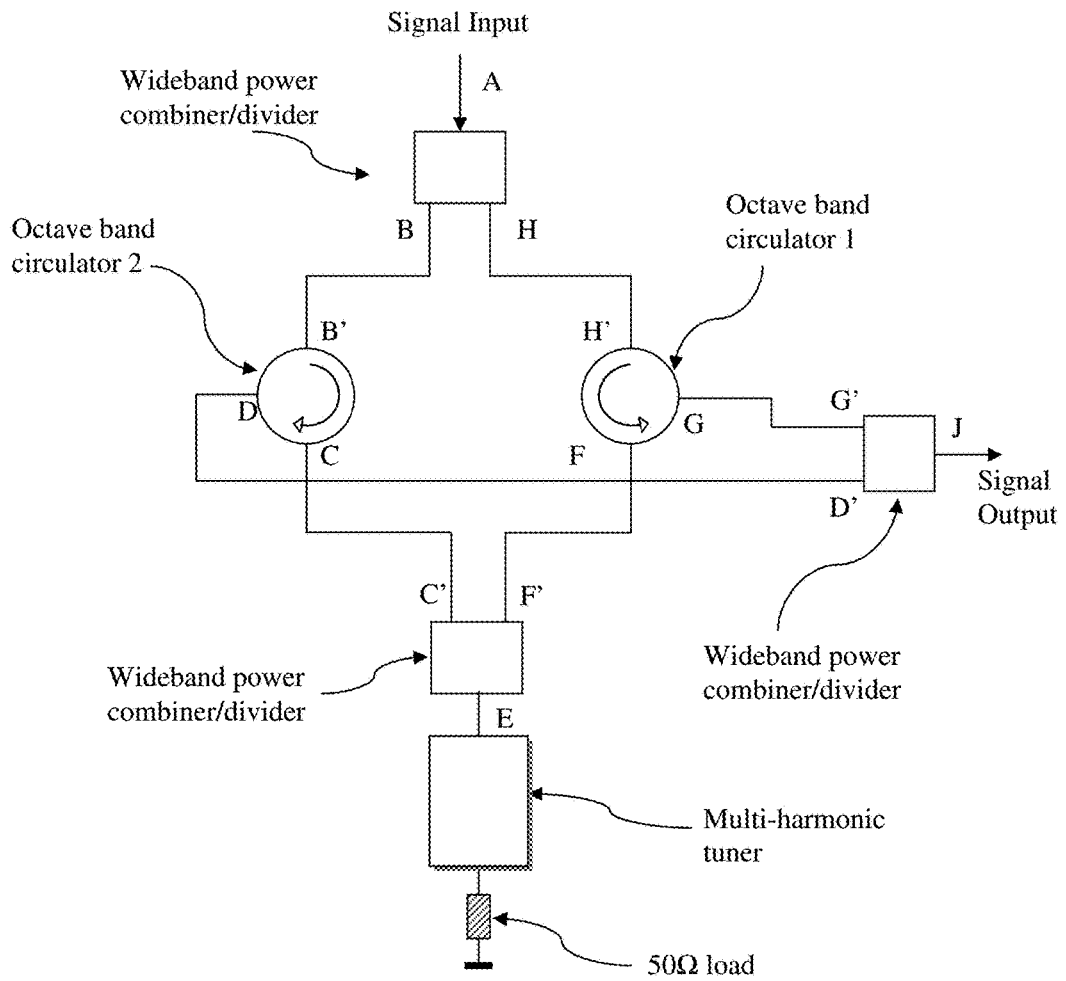 Signal Input
A
Wideband power
combiner/divider
B
H
Octave band
circulator 2
Octave band
circulator 1
B’
H’
D
C
F
G
G’
J
Signal
Output
D’
C’
F’
Wideband power
combiner/divider
Wideband power
combiner/divider
E
Multi-harmonic
tuner
50Ω load